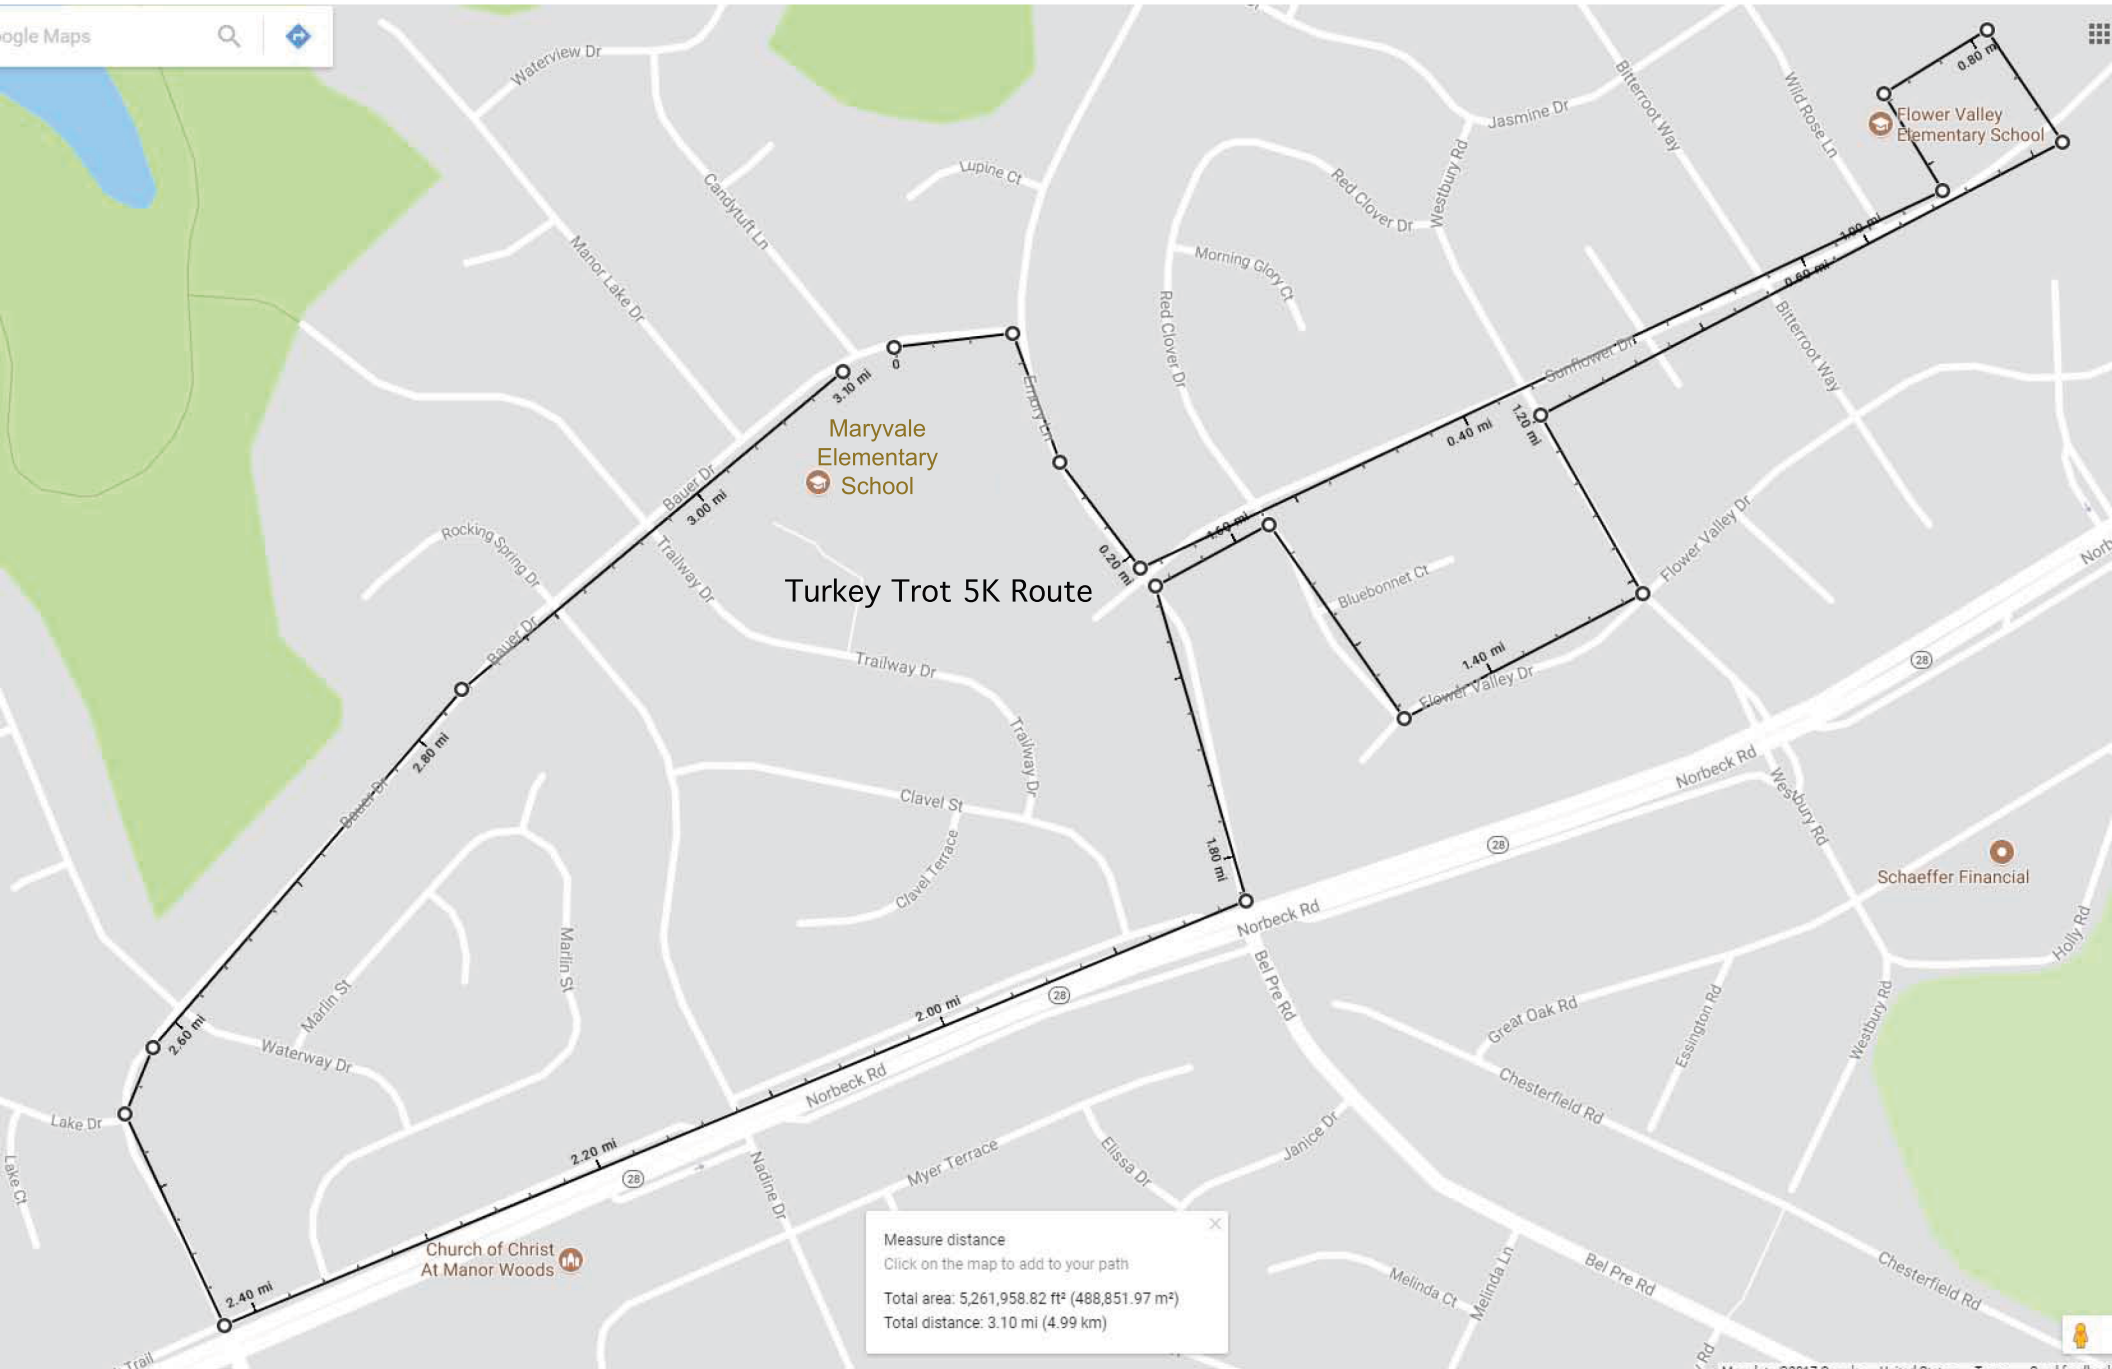 ogle Maps
Waterview Dr
Candytuft Ln
Manor Lake Dr
Lupine Ct
Jasmine Dr
Bitterroot Way
Wild Rose Ln
0.80 m
Flower Valley
Elementary School
Westbury Rd
Red Clover Dr
Morning Glory Ct
Red Clover Dr
1.00 mi
0.60 mi
Bitterroot Way
Sunflower Dr
0
3.10 mi
Emory Ln
Maryvale
Elementary
School
0.40 mi
1.20 mi
Bauer Dr
3.00 mi
Rocking Spring Dr
Trailway Dr
0.20 mi
1.60 mi
Turkey Trot 5K Route
Bluebonnet Ct
Flower Valley Dr
Norb
Bauer Dr
Trailway Dr
1.40 mi
Flower Valley Dr
28
2.80 mi
Trailway Dr
Norbeck Rd
Westbury Rd
Bauer Dr
Clavel St
Clavel Terrace
1.80 mi
28
Schaeffer Financial
Norbeck Rd
Holly Rd
Marlin St
Marlin St
Bel Pre Rd
2.00 mi
28
Great Oak Rd
Essington Rd
Westbury Rd
2.60 mi
Waterway Dr
Norbeck Rd
Chesterfield Rd
Lake Dr
Lake Ct
2.20 mi
28
Nadine Dr
Myer Terrace
Elissa Dr
Janice Dr
Church of Christ
At Manor Woods
2.40 mi
Measure distance
Click on the map to add to your path
Total area: 5,261,958.82 ft² (488,851.97 m²)
Total distance: 3.10 mi (4.99 km)
Melinda Ct
Melinda Ln
Bel Pre Rd
Chesterfield Rd
Trail
Rd